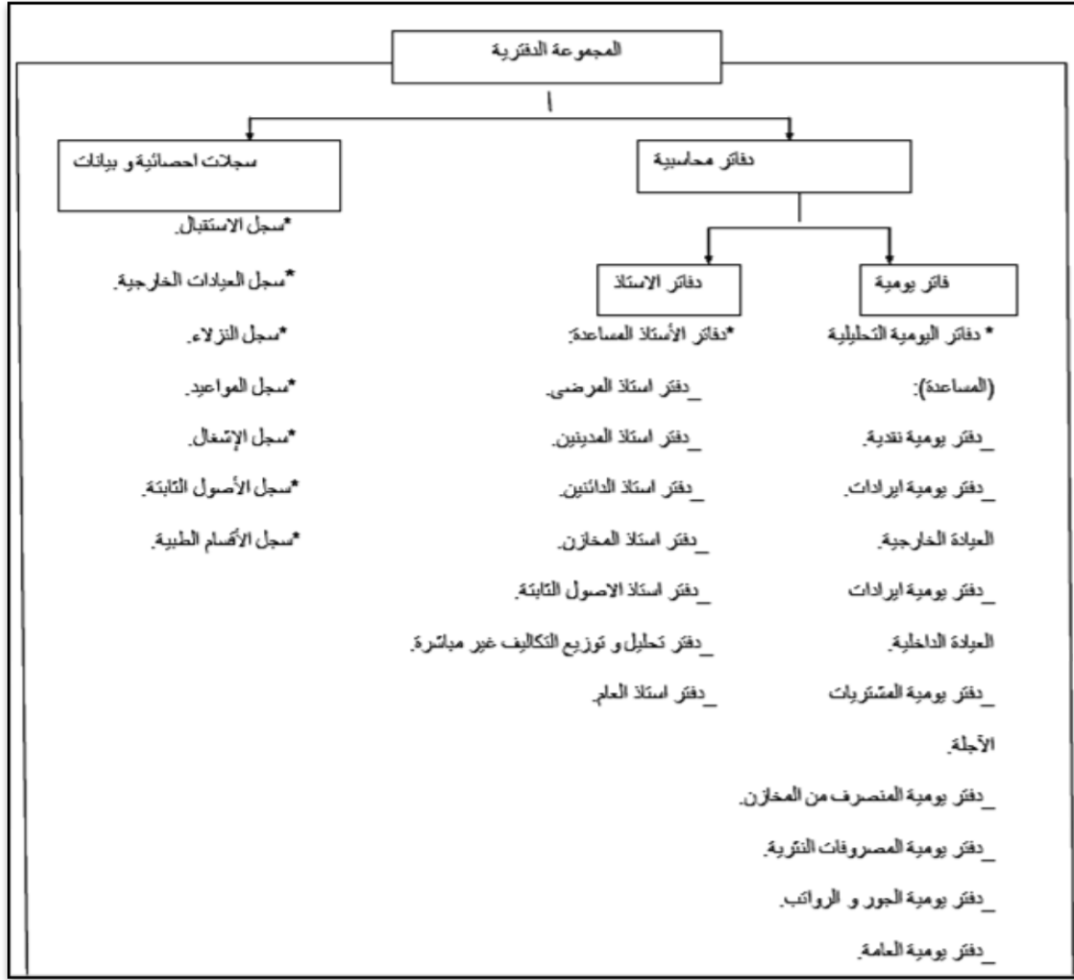 المجموعة الدفترية
دفاتر محاسبية
سجلات احصائية و بيانات
فاتر يومية
* دفاتر اليومية التحليلية
(المساعدة):
_دفتر يومية نقدية.
_دفتر يومية ايرادات.
العيادة الخارجية.
_دفتر يومية ايرادات
العيادة الداخلية.
_دفتر يومية المشتريات
الآجلة.
_دفتر يومية المنصرف من المخازن.
_دفتر يومية المصروفات النثرية.
_دفتر يومية الجور و الرواتب.
_دفتر يومية العامة.
دفاتر الاستاذ
*دفاتر الأستاذ المساعدة:
_دفتر استاذ المرضى.
_دفتر استاذ المدينين.
_دفتر استاذ الدائنين.
_دفتر استاذ المخازن.
_دفتر استاذ الاصول الثابتة.
_دفتر تحليل و توزيع التكاليف غير مباشرة.
_دفتر استاذ العام.
*سجل الاستقبال.
*سجل العيادات الخارجية.
*سجل النزلاء.
*سجل المواعيد.
*سجل الإشغال.
*سجل الأصول الثابتة.
*سجل الأقسام الطبية.